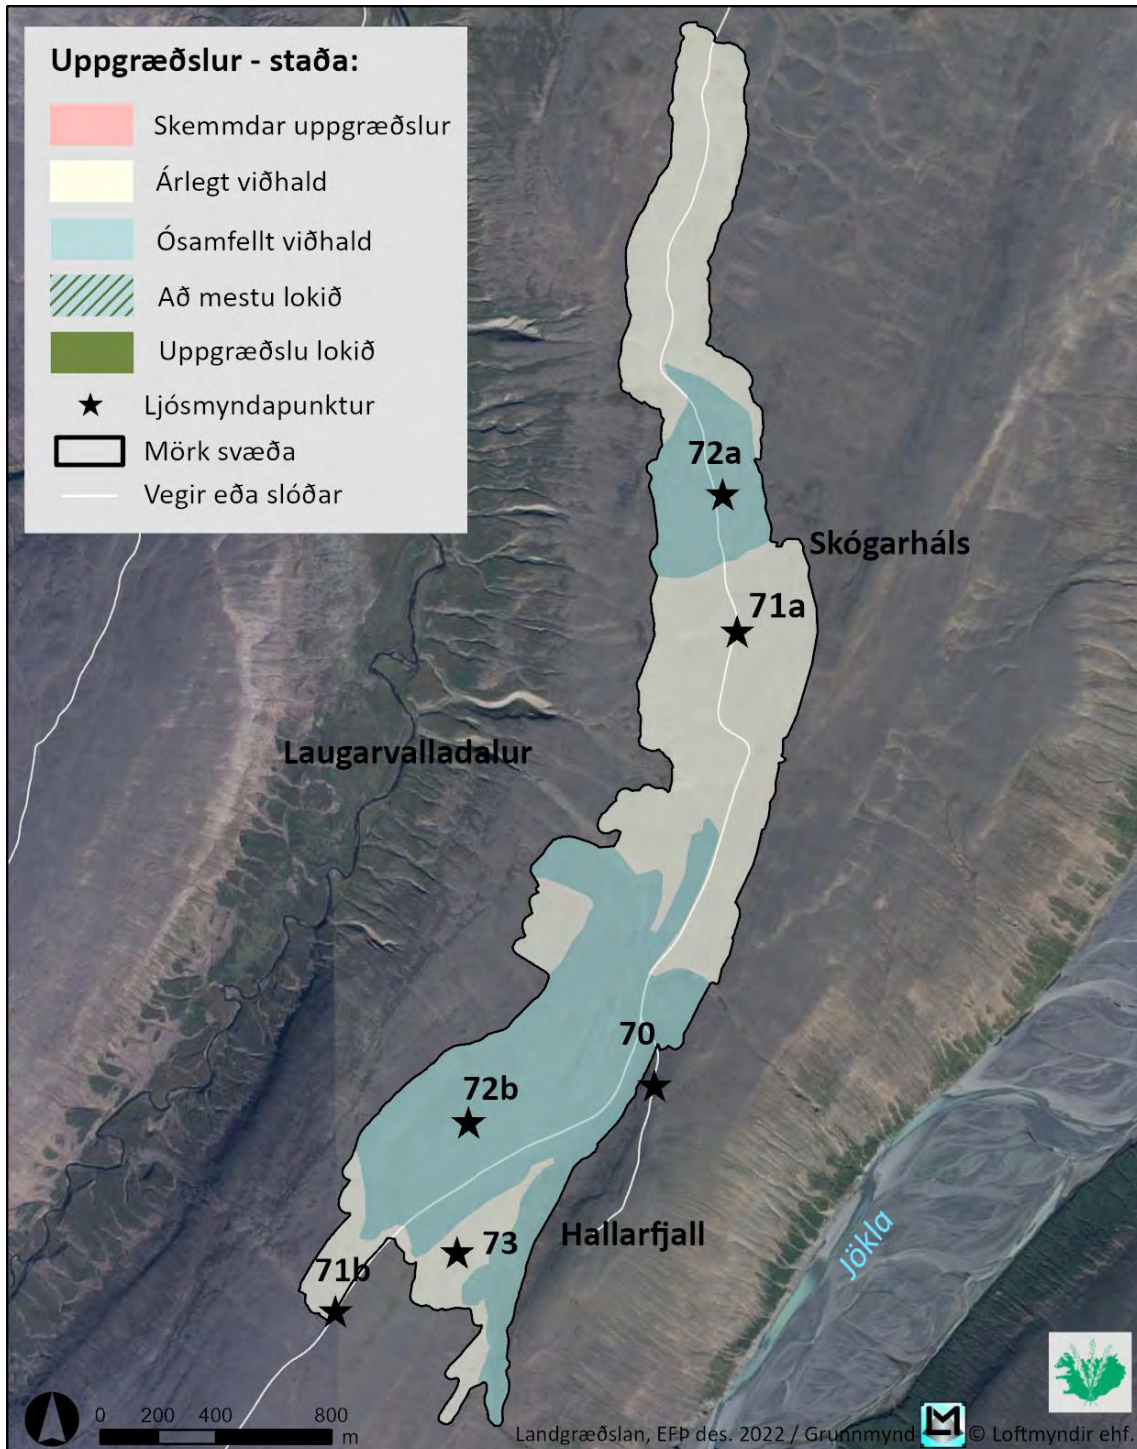 Uppgræðslur - staða:
Skemmdar uppgræðslur
Árlegt viðhald
Ósamfellt viðhald
Að mestu lokið
Uppgræðslu lokið
Ljósmyndapunktur
Mörk svæða
Vegir eða slóðar
72a
Skógarháls
71a
Laugarvalladalur
70
72b
Hallarfjall
73
71b
Jökla
0 200 400 800
m
Landgræðslan, EFÞ des. 2022 / Grunnmynd LM © Loftmyndir ehf.